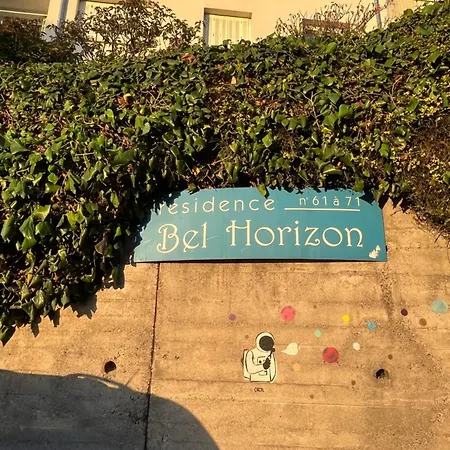 résidence n°61 à 71
Bel Horizon